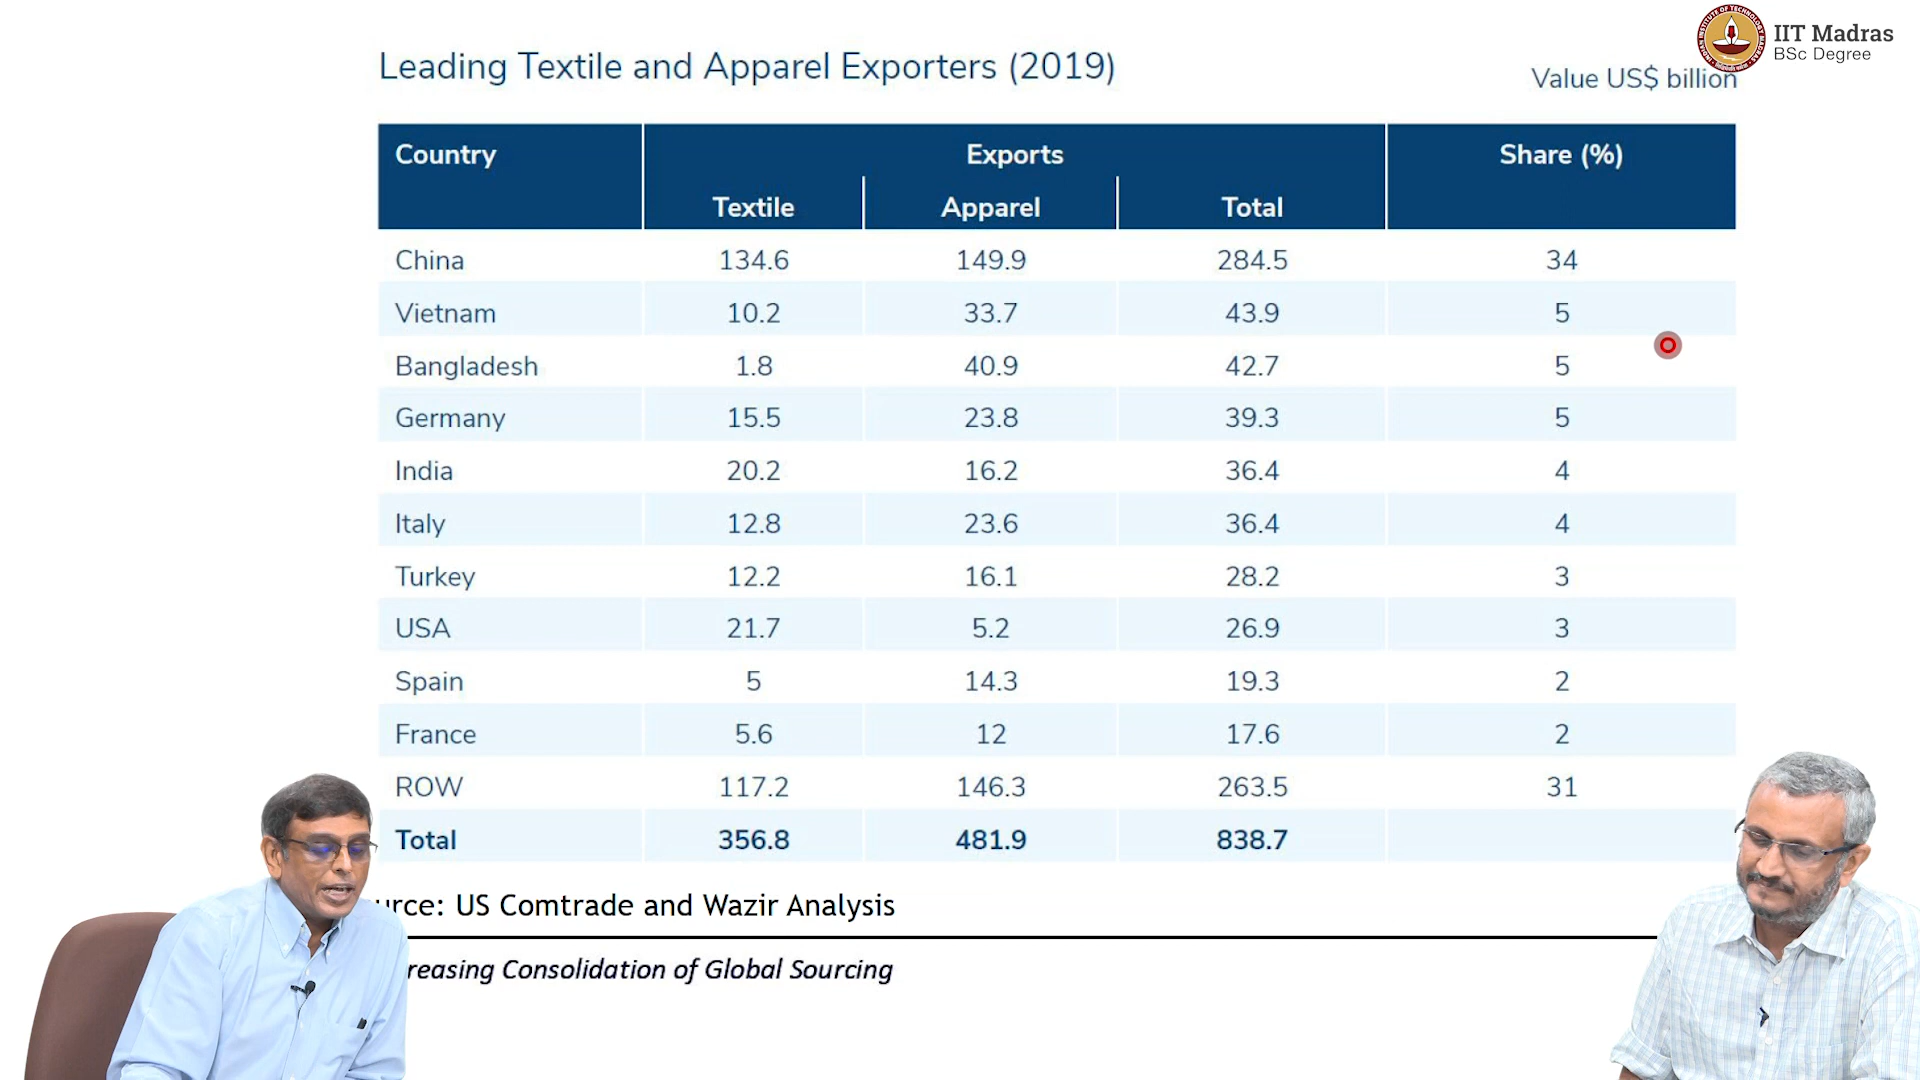 IIT Madras
BSc Degree
Leading Textile and Apparel Exporters (2019)
Value US$ billion
Country Exports Share (%)
Textile Apparel Total
China 134.6 149.9 284.5 34
Vietnam 10.2 33.7 43.9 5
Bangladesh 1.8 40.9 42.7 5
Germany 15.5 23.8 39.3 5
India 20.2 16.2 36.4 4
Italy 12.8 23.6 36.4 4
Turkey 12.2 16.1 28.2 3
USA 21.7 5.2 26.9 3
Spain 5 14.3 19.3 2
France 5.6 12 17.6 2
ROW 117.2 146.3 263.5 31
Total 356.8 481.9 838.7
urce: US Comtrade and Wazir Analysis
reasing Consolidation of Global Sourcing